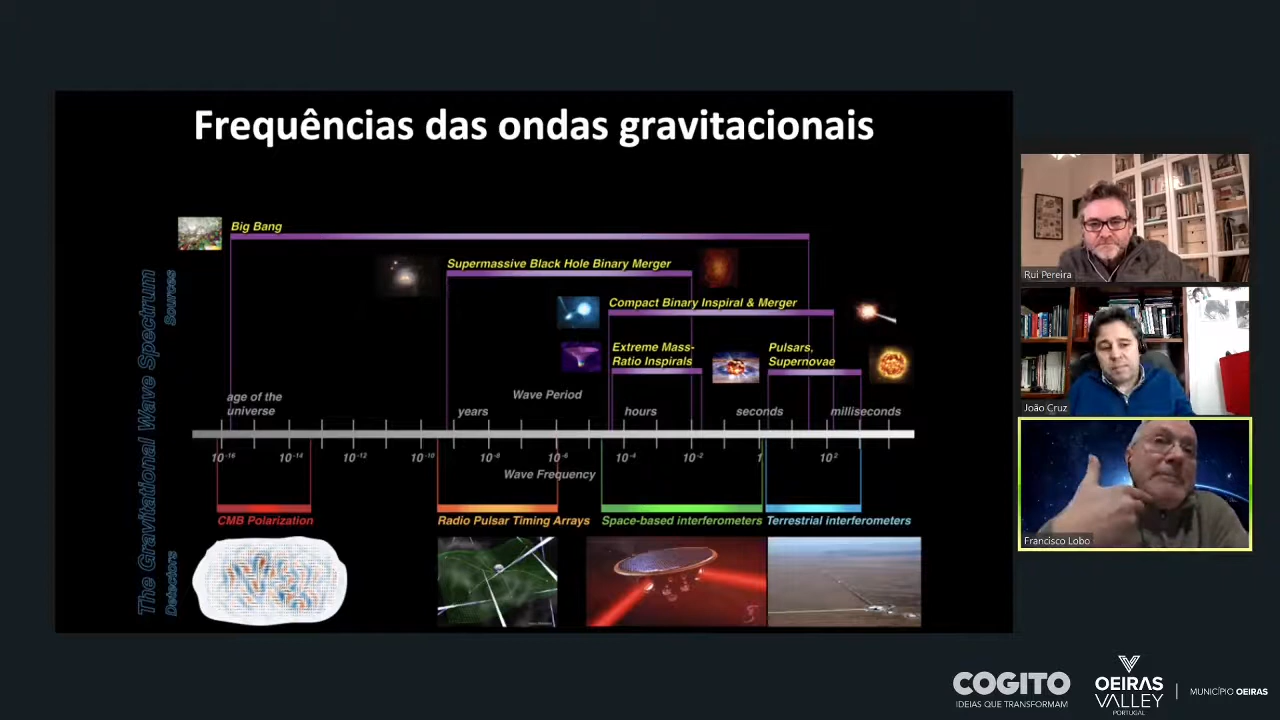 Frequências das ondas gravitacionais
The Gravitational Wave Spectrum
Sources
Big Bang
Supermassive Black Hole Binary Merger
Compact Binary Inspiral & Merger
Extreme Mass-
Ratio Inspirals
Pulsars,
Supernovae
Wave Period
age of the
universe
years
hours
seconds
milliseconds
10⁻¹⁶
10⁻¹⁴
10⁻¹²
10⁻¹⁰
10⁻⁸
10⁻⁶
10⁻⁴
10⁻²
1
10²
Wave Frequency
Detectors
CMB Polarization
Radio Pulsar Timing Arrays
Space-based interferometers
Terrestrial interferometers
Rui Pereira
João Cruz
Francisco Lobo
COGITO
IDEIAS QUE TRANSFORMAM
OEIRAS
VALLEY
PORTUGAL
MUNICÍPIO OEIRAS